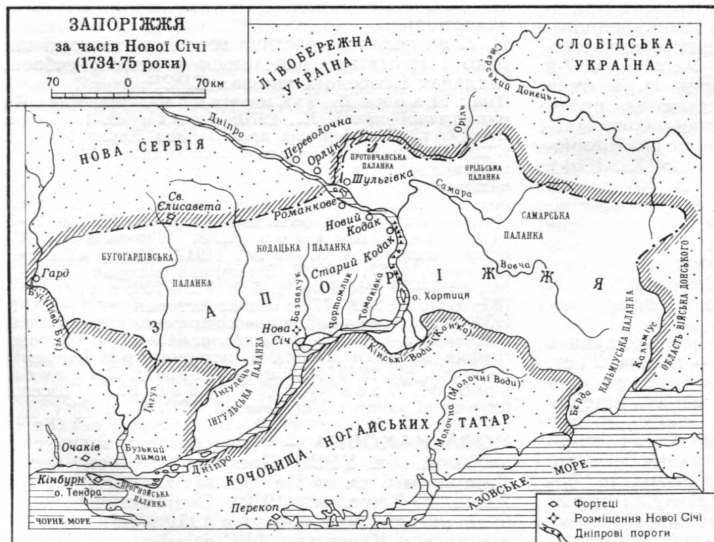 ЗАПОРІЖЖЯ
за часів Нової Січі
(1734-75 роки)
70 0 70 км
ЛІВОБЕРЕЖНА
УКРАЇНА
СЛОБІДСЬКА
УКРАЇНА
Сіверський Донець
НОВА СЕРБІЯ
Дніпро
Переволочна
Орлик
ПРОТОВЧАНСЬКА
ПАЛАНКА
Оріль
ОРІЛЬСЬКА
ПАЛАНКА
Шульгівка
Самара
Св.
Єлисавета
Романкове
Новий
Кодак
САМАРСЬКА
ПАЛАНКА
БУГОГАРДІВСЬКА
ПАЛАНКА
КОДАЦЬКА ПАЛАНКА
Старий Кодак
Вовча
Гард
ЗАПОРІЖЖЯ
о. Хортиця
Базавлук
Чортомлик
Томаківка
Нова
Січ
Кінські Води (Конка)
КАЛЬМІУСЬКА ПАЛАНКА
Кальміус
ОБЛАСТЬ ВІЙСЬКА ДОНСЬКОГО
Інгул
Інгулець
ІНГУЛЬСЬКА ПАЛАНКА
Молочна (Молочні Води)
Берда
Очаків
Бузький
лиман
Дніпро
КОЧОВИЩА НОГАЙСЬКИХ ТАТАР
Кінбурн
о. Тендра
ПРОГНОЙСЬКА
ПАЛАНКА
ЧОРНЕ МОРЕ
Перекоп
АЗОВСЬКЕ МОРЕ
Фортеці
Розміщення Нової Січі
Дніпрові пороги